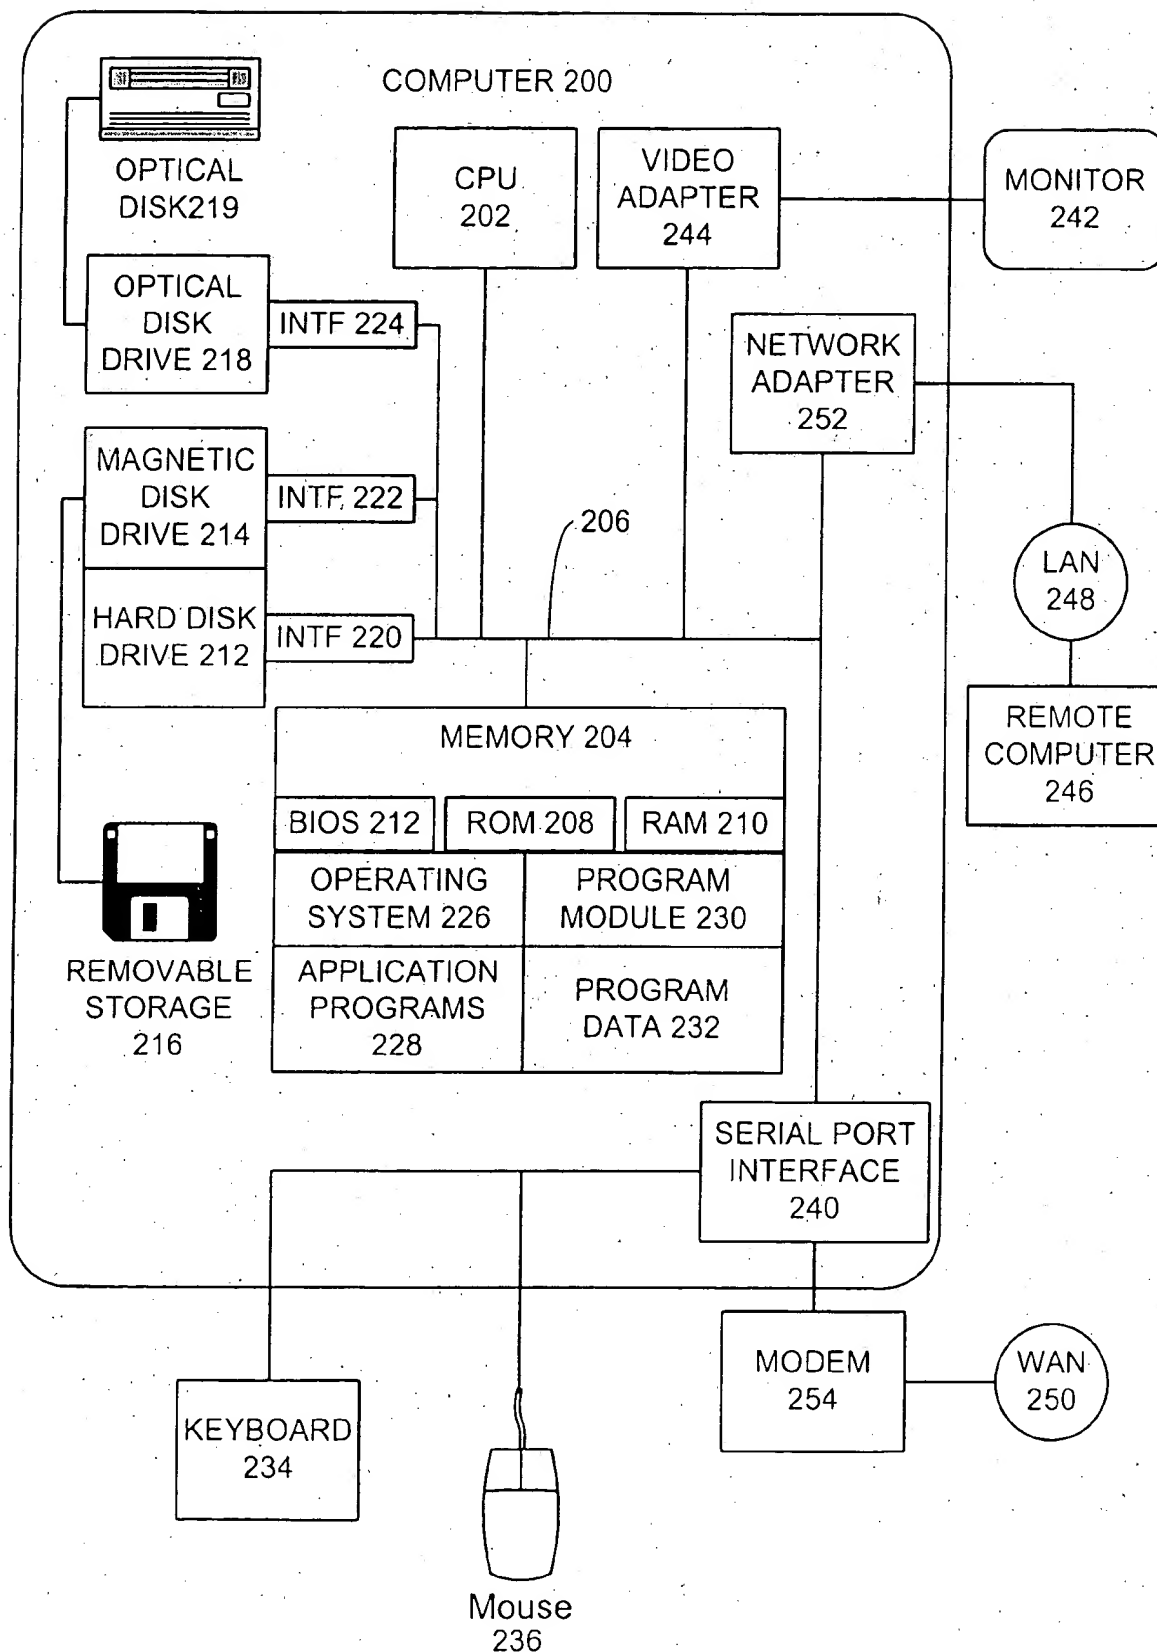 COMPUTER 200
OPTICAL
DISK219
CPU
202
VIDEO
ADAPTER
244
MONITOR
242
OPTICAL
DISK
DRIVE 218
INTF 224
NETWORK
ADAPTER
252
MAGNETIC
DISK
DRIVE 214
INTF 222
206
LAN
248
HARD DISK
DRIVE 212
INTF 220
REMOTE
COMPUTER
246
MEMORY 204
BIOS 212
ROM 208
RAM 210
OPERATING
SYSTEM 226
PROGRAM
MODULE 230
APPLICATION
PROGRAMS
228
PROGRAM
DATA 232
REMOVABLE
STORAGE
216
SERIAL PORT
INTERFACE
240
MODEM
254
WAN
250
KEYBOARD
234
Mouse
236